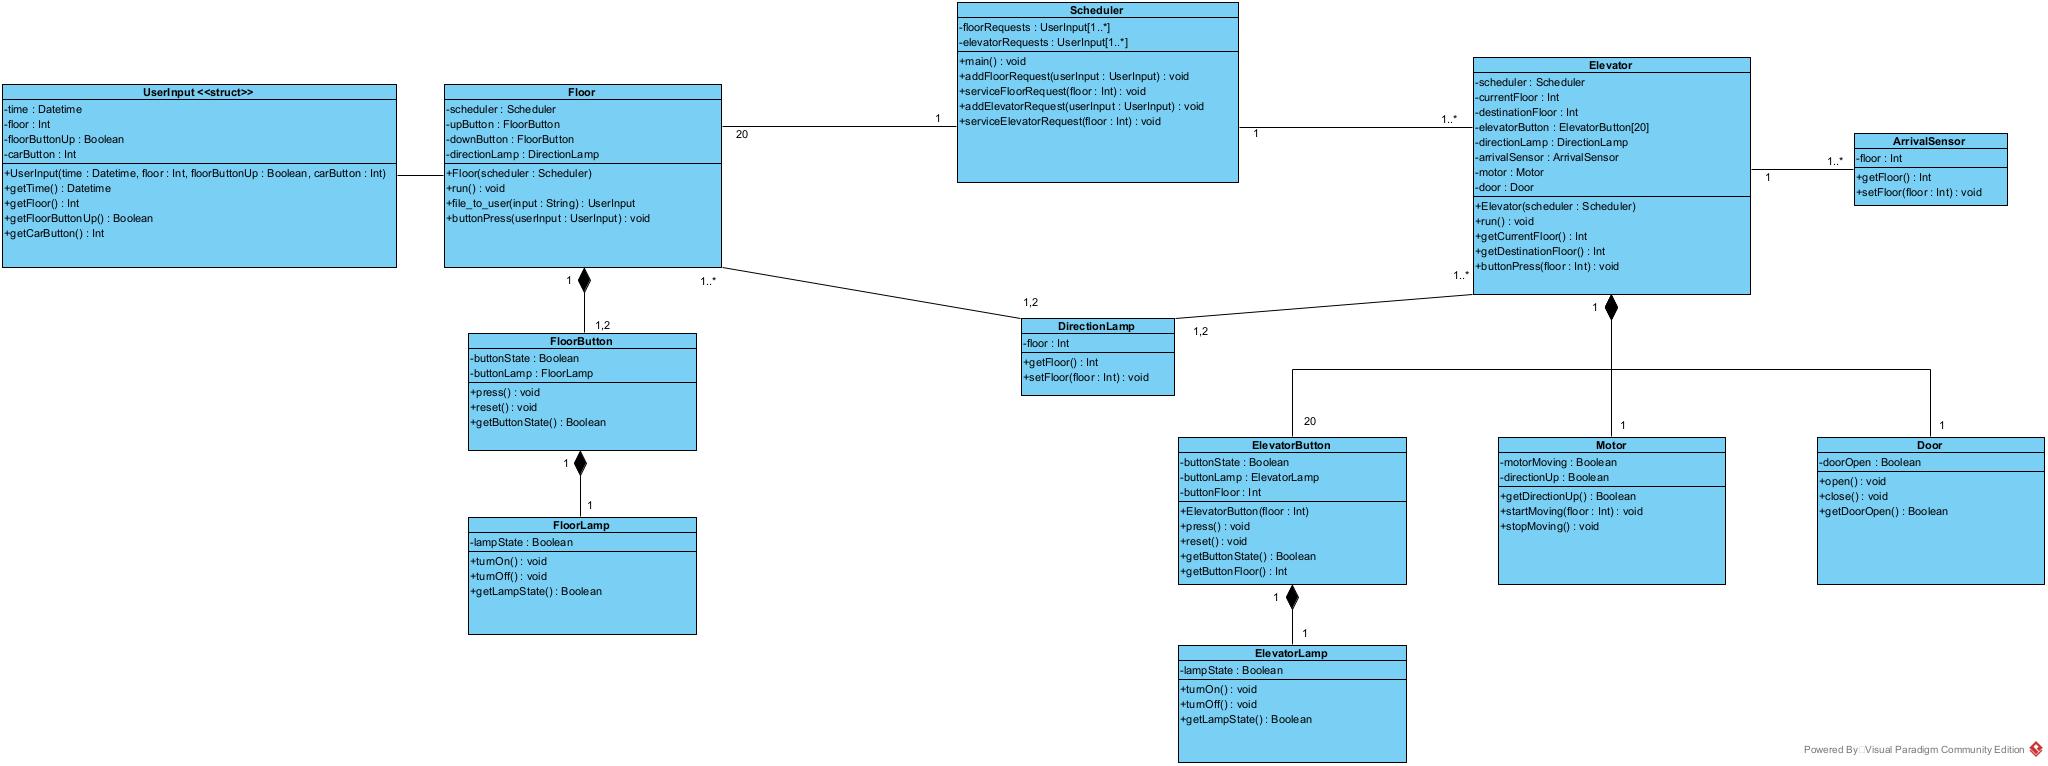 Scheduler
-floorRequests : UserInput[1..*]
-elevatorRequests : UserInput[1..*]
+main() : void
+addFloorRequest(userInput : UserInput) : void
+serviceFloorRequest(floor : Int) : void
+addElevatorRequest(userInput : UserInput) : void
+serviceElevatorRequest(floor : Int) : void
UserInput <<struct>>
-time : Datetime
-floor : Int
-floorButtonUp : Boolean
-carButton : Int
+UserInput(time : Datetime, floor : Int, floorButtonUp : Boolean, carButton : Int)
+getTime() : Datetime
+getFloor() : Int
+getFloorButtonUp() : Boolean
+getCarButton() : Int
Floor
-scheduler : Scheduler
-upButton : FloorButton
-downButton : FloorButton
-directionLamp : DirectionLamp
+Floor(scheduler : Scheduler)
+run() : void
+file_to_user(input : String) : UserInput
+buttonPress(userInput : UserInput) : void
20
1
1
1..*
Elevator
-scheduler : Scheduler
-currentFloor : Int
-destinationFloor : Int
-elevatorButton : ElevatorButton[20]
-directionLamp : DirectionLamp
-arrivalSensor : ArrivalSensor
-motor : Motor
-door : Door
+Elevator(scheduler : Scheduler)
+run() : void
+getCurrentFloor() : Int
+getDestinationFloor() : Int
+buttonPress(floor : Int) : void
1
1..*
ArrivalSensor
-floor : Int
+getFloor() : Int
+setFloor(floor : Int) : void
1
1,2
1..*
1,2
1..*
1,2
FloorButton
-buttonState : Boolean
-buttonLamp : FloorLamp
+press() : void
+reset() : void
+getButtonState() : Boolean
1
1
FloorLamp
-lampState : Boolean
+turnOn() : void
+turnOff() : void
+getLampState() : Boolean
DirectionLamp
-floor : Int
+getFloor() : Int
+setFloor(floor : Int) : void
1
20
1
1
ElevatorButton
-buttonState : Boolean
-buttonLamp : ElevatorLamp
-buttonFloor : Int
+ElevatorButton(floor : Int)
+press() : void
+reset() : void
+getButtonState() : Boolean
+getButtonFloor() : Int
Motor
-motorMoving : Boolean
-directionUp : Boolean
+getDirectionUp() : Boolean
+startMoving(floor : Int) : void
+stopMoving() : void
Door
-doorOpen : Boolean
+open() : void
+close() : void
+getDoorOpen() : Boolean
1
1
ElevatorLamp
-lampState : Boolean
+turnOn() : void
+turnOff() : void
+getLampState() : Boolean
Powered By Visual Paradigm Community Edition